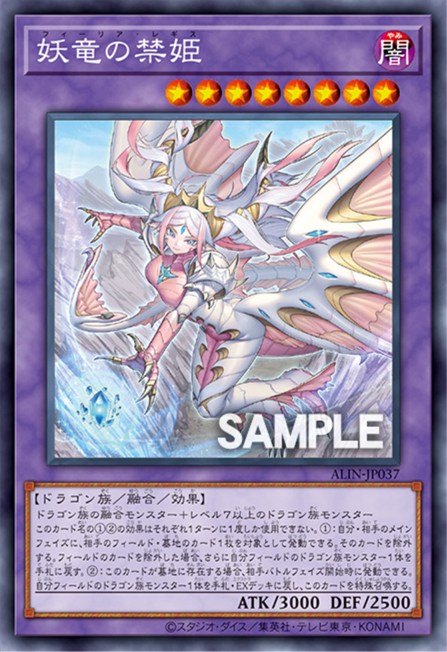 フィーリア・レギス
妖竜の禁姫
やみ
闇
SAMPLE
ALIN-JP037
【ドラゴン族／融合／効果】
ドラゴン族の融合モンスター＋レベル７以上のドラゴン族モンスター
このカード名の①②の効果はそれぞれ１ターンに１度しか使用できない。①：自分・相手のメイン
フェイズに、相手のフィールド・墓地のカード１枚を対象として発動できる。そのカードを除外
する。フィールドのカードを除外した場合、さらに自分フィールドのドラゴン族モンスター１体を
手札に戻す。②：このカードが墓地に存在する場合、相手バトルフェイズ開始時に発動できる。
自分フィールドのドラゴン族モンスター１体を手札・EXデッキに戻し、このカードを特殊召喚する。
ATK/3000 DEF/2500
©スタジオ・ダイス／集英社・テレビ東京・KONAMI